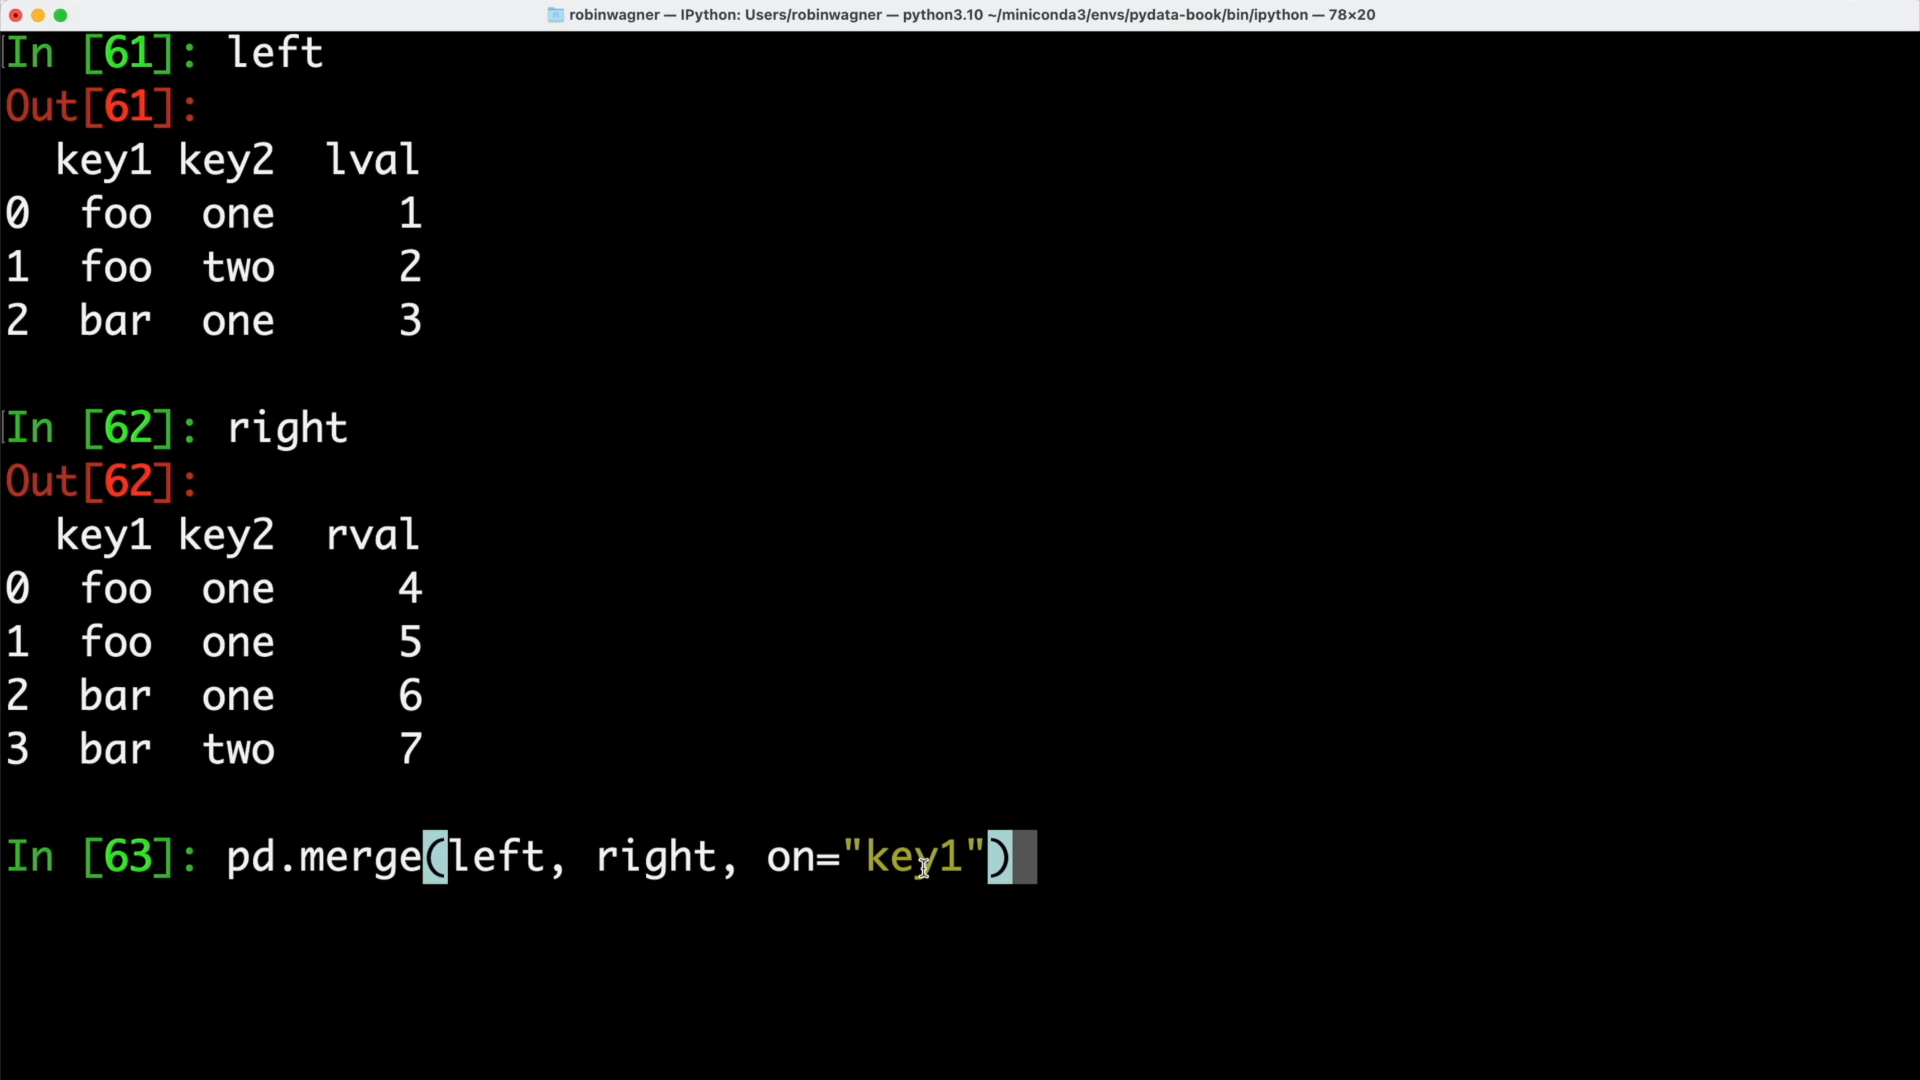 robinwagner — IPython: Users/robinwagner — python3.10 ~/miniconda3/envs/pydata-book/bin/ipython — 78×20
In [61]: left
Out[61]:
  key1 key2  lval
0  foo  one     1
1  foo  two     2
2  bar  one     3
In [62]: right
Out[62]:
  key1 key2  rval
0  foo  one     4
1  foo  one     5
2  bar  one     6
3  bar  two     7
In [63]: pd.merge(left, right, on="key1")